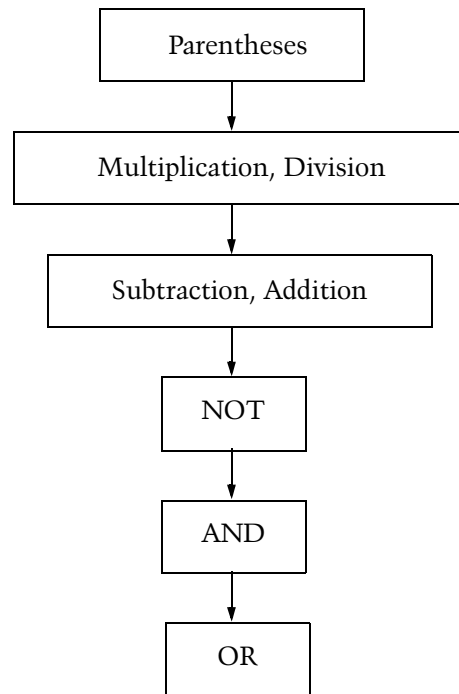 Parentheses
Multiplication, Division
Subtraction, Addition
NOT
AND
OR